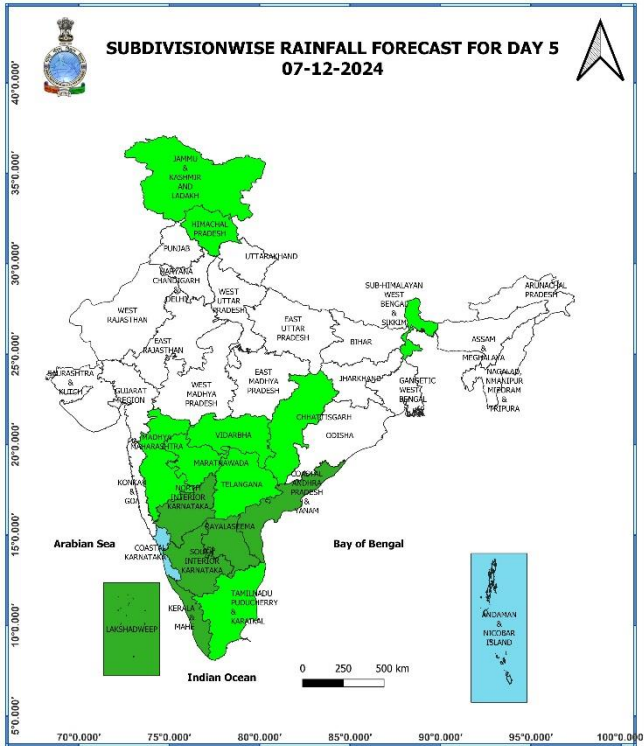 SUBDIVISIONWISE RAINFALL FORECAST FOR DAY 5
07-12-2024
40°0.000'
35°0.000'
30°0.000'
25°0.000'
20°0.000'
15°0.000'
10°0.000'
5°0.000'
JAMMU
&
KASHMIR
AND
LADAKH
HIMACHAL
PRADESH
PUNJAB
UTTARAKHAND
HARYANA
CHANDIGARH
&
DELHI
WEST
UTTAR
PRADESH
WEST
RAJASTHAN
EAST
RAJASTHAN
EAST
UTTAR
PRADESH
SUB-HIMALAYAN
WEST
BENGAL
&
SIKKIM
ARUNACHAL
PRADESH
BIHAR
ASSAM
&
MEGHALAYA
NAGALAD,
NMANIPUR
MIZORAM
&
TRIPURA
SAURASHTRA
&
KUTCH
GUJARAT
REGION
WEST
MADHYA
PRADESH
EAST
MADHYA
PRADESH
JHARKHAND
GANGETIC
WEST
BENGAL
CHHATTISGARH
ODISHA
MADHYA
MAHARASHTRA
VIDARBHA
MARATHAWADA
KONKAN
&
GOA
NORTH
INTERIOR
KARNATAKA
TELANGANA
COASTAL
ANDHRA
PRADESH
&
YANAM
RAYALASEEMA
Arabian Sea
COASTAL
KARNATAKA
SOUTH
INTERIOR
KARNATAKA
Bay of Bengal
LAKSHADWEEP
KERALA
&
MAHE
TAMILNADU
PUDUCHERRY
&
KARAIKAL
ANDAMAN
&
NICOBAR
ISLAND
Indian Ocean
0 250 500 km
70°0.000' 75°0.000' 80°0.000' 85°0.000' 90°0.000' 95°0.000' 100°0.000'